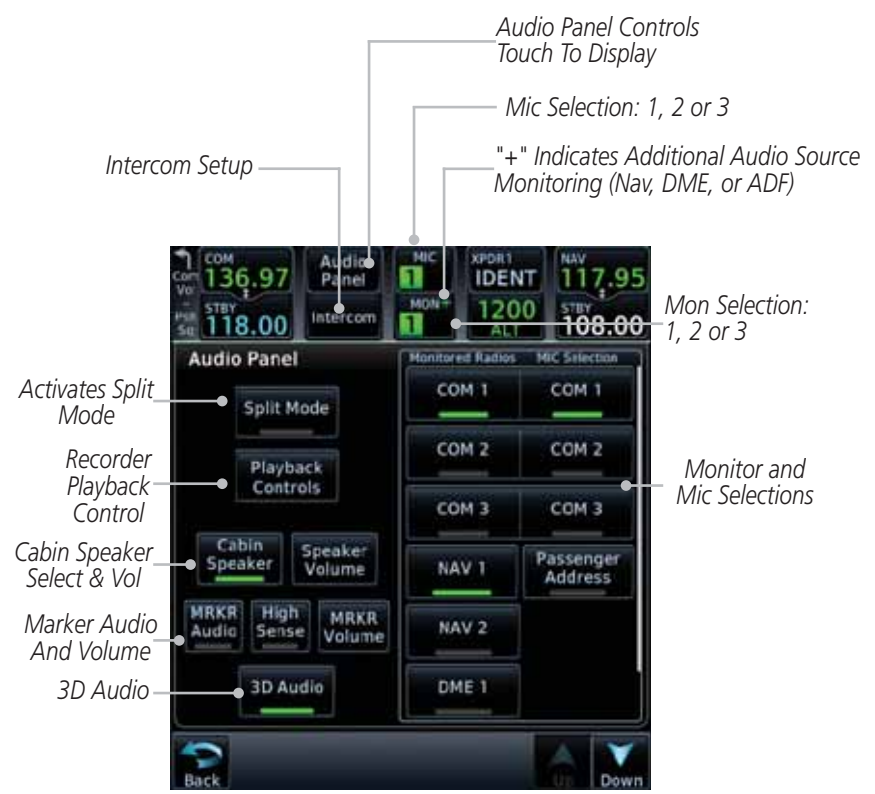 Audio Panel Controls
Touch To Display
Mic Selection: 1, 2 or 3
"+" Indicates Additional Audio Source
Monitoring (Nav, DME, or ADF)
Intercom Setup
Com
Vol
Psh
Sq
COM
136.97
STBY
118.00
Audio
Panel
Intercom
MIC
1
MON+
1
XPDR1
IDENT
1200
ALT
NAV
117.95
STBY
108.00
Mon Selection:
1, 2 or 3
Audio Panel
Monitored Radios MIC Selection
Activates Split
Mode
Split Mode
COM 1 COM 1
Recorder
Playback
Control
Playback
Controls
COM 2 COM 2
Monitor and
Mic Selections
COM 3 COM 3
Cabin Speaker
Select & Vol
Cabin
Speaker
Speaker
Volume
NAV 1
Passenger
Address
Marker Audio
And Volume
MRKR
Audio
High
Sense
MRKR
Volume
NAV 2
3D Audio
3D Audio
DME 1
Back
Up
Down